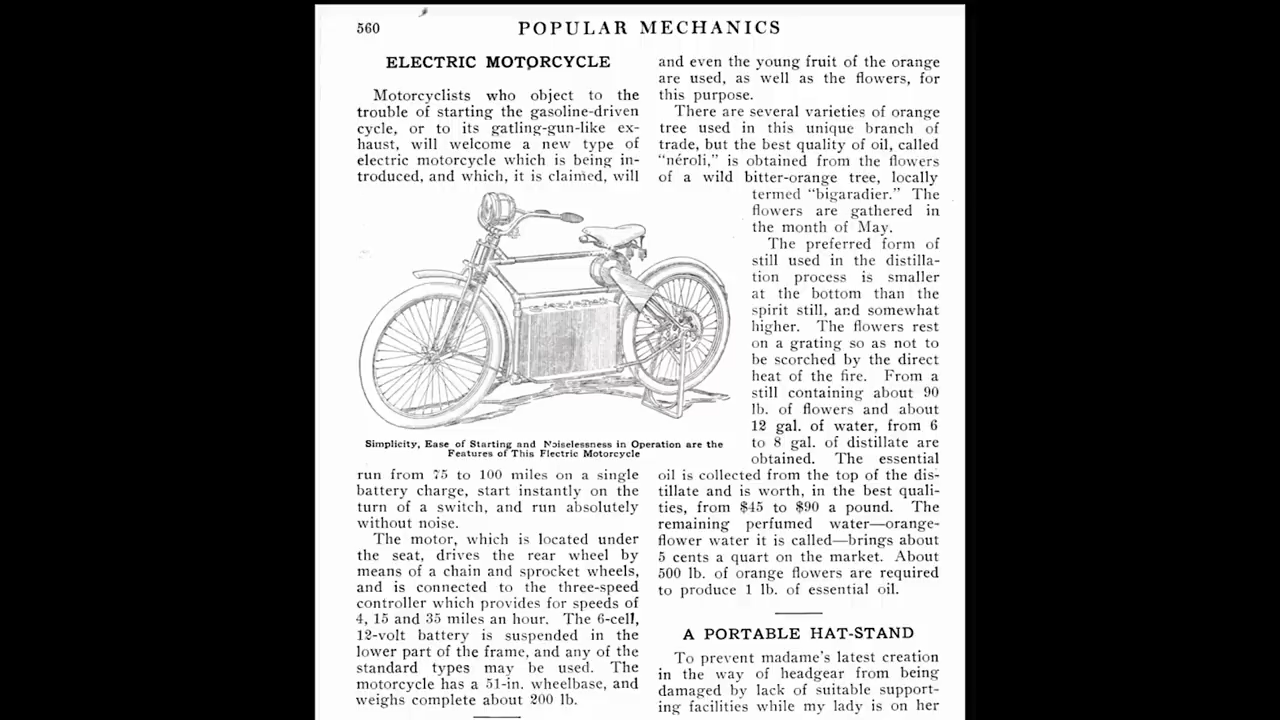 560
POPULAR MECHANICS
ELECTRIC MOTORCYCLE
Motorcyclists who object to the
trouble of starting the gasoline-driven
cycle, or to its gatling-gun-like ex-
haust, will welcome a new type of
electric motorcycle which is being in-
troduced, and which, it is claimed, will
Simplicity, Ease of Starting and Noiselessness in Operation are the
Features of This Electric Motorcycle
run from 75 to 100 miles on a single
battery charge, start instantly on the
turn of a switch, and run absolutely
without noise.
The motor, which is located under
the seat, drives the rear wheel by
means of a chain and sprocket wheels,
and is connected to the three-speed
controller which provides for speeds of
4, 15 and 35 miles an hour. The 6-cell,
12-volt battery is suspended in the
lower part of the frame, and any of the
standard types may be used. The
motorcycle has a 51-in. wheelbase, and
weighs complete about 200 lb.
and even the young fruit of the orange
are used, as well as the flowers, for
this purpose.
There are several varieties of orange
tree used in this unique branch of
trade, but the best quality of oil, called
"néroli," is obtained from the flowers
of a wild bitter-orange tree, locally
termed "bigaradier." The
flowers are gathered in
the month of May.
The preferred form of
still used in the distilla-
tion process is smaller
at the bottom than the
spirit still, and somewhat
higher. The flowers rest
on a grating so as not to
be scorched by the direct
heat of the fire. From a
still containing about 90
lb. of flowers and about
12 gal. of water, from 6
to 8 gal. of distillate are
obtained. The essential
oil is collected from the top of the dis-
tillate and is worth, in the best quali-
ties, from $45 to $90 a pound. The
remaining perfumed water—orange-
flower water it is called—brings about
5 cents a quart on the market. About
500 lb. of orange flowers are required
to produce 1 lb. of essential oil.
A PORTABLE HAT-STAND
To prevent madame's latest creation
in the way of headgear from being
damaged by lack of suitable support-
ing facilities while my lady is on her